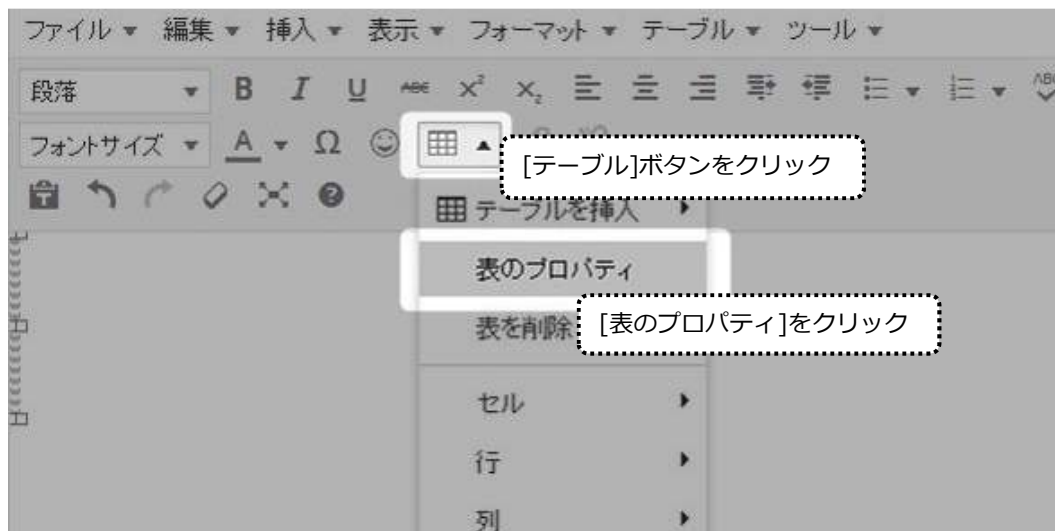 ファイル 編集 挿入 表示 フォーマット テーブル ツール
段落 B I U ABC x² x₂ ABC
フォントサイズ A Ω
[テーブル]ボタンをクリック
テーブルを挿入
表のプロパティ
[表のプロパティ]をクリック
表を削除
セル
行
列